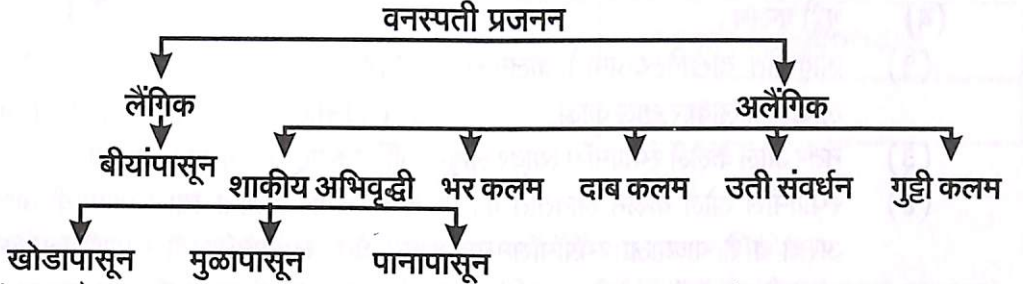 वनस्पती प्रजनन
लैंगिक अलैंगिक
बीयांपासून शाकीय अभिवृद्धी भर कलम दाब कलम उती संवर्धन गुट्टी कलम
खोडापासून मुळापासून पानापासून